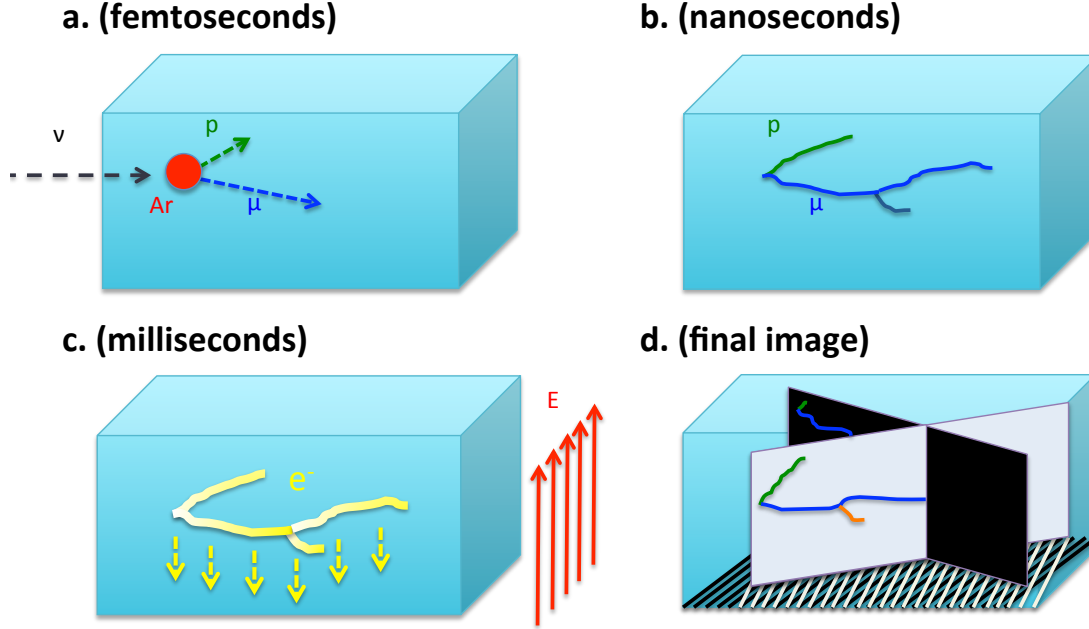 a. (femtoseconds)
ν
p
Ar
μ
b. (nanoseconds)
p
μ
c. (milliseconds)
E
e⁻
d. (final image)